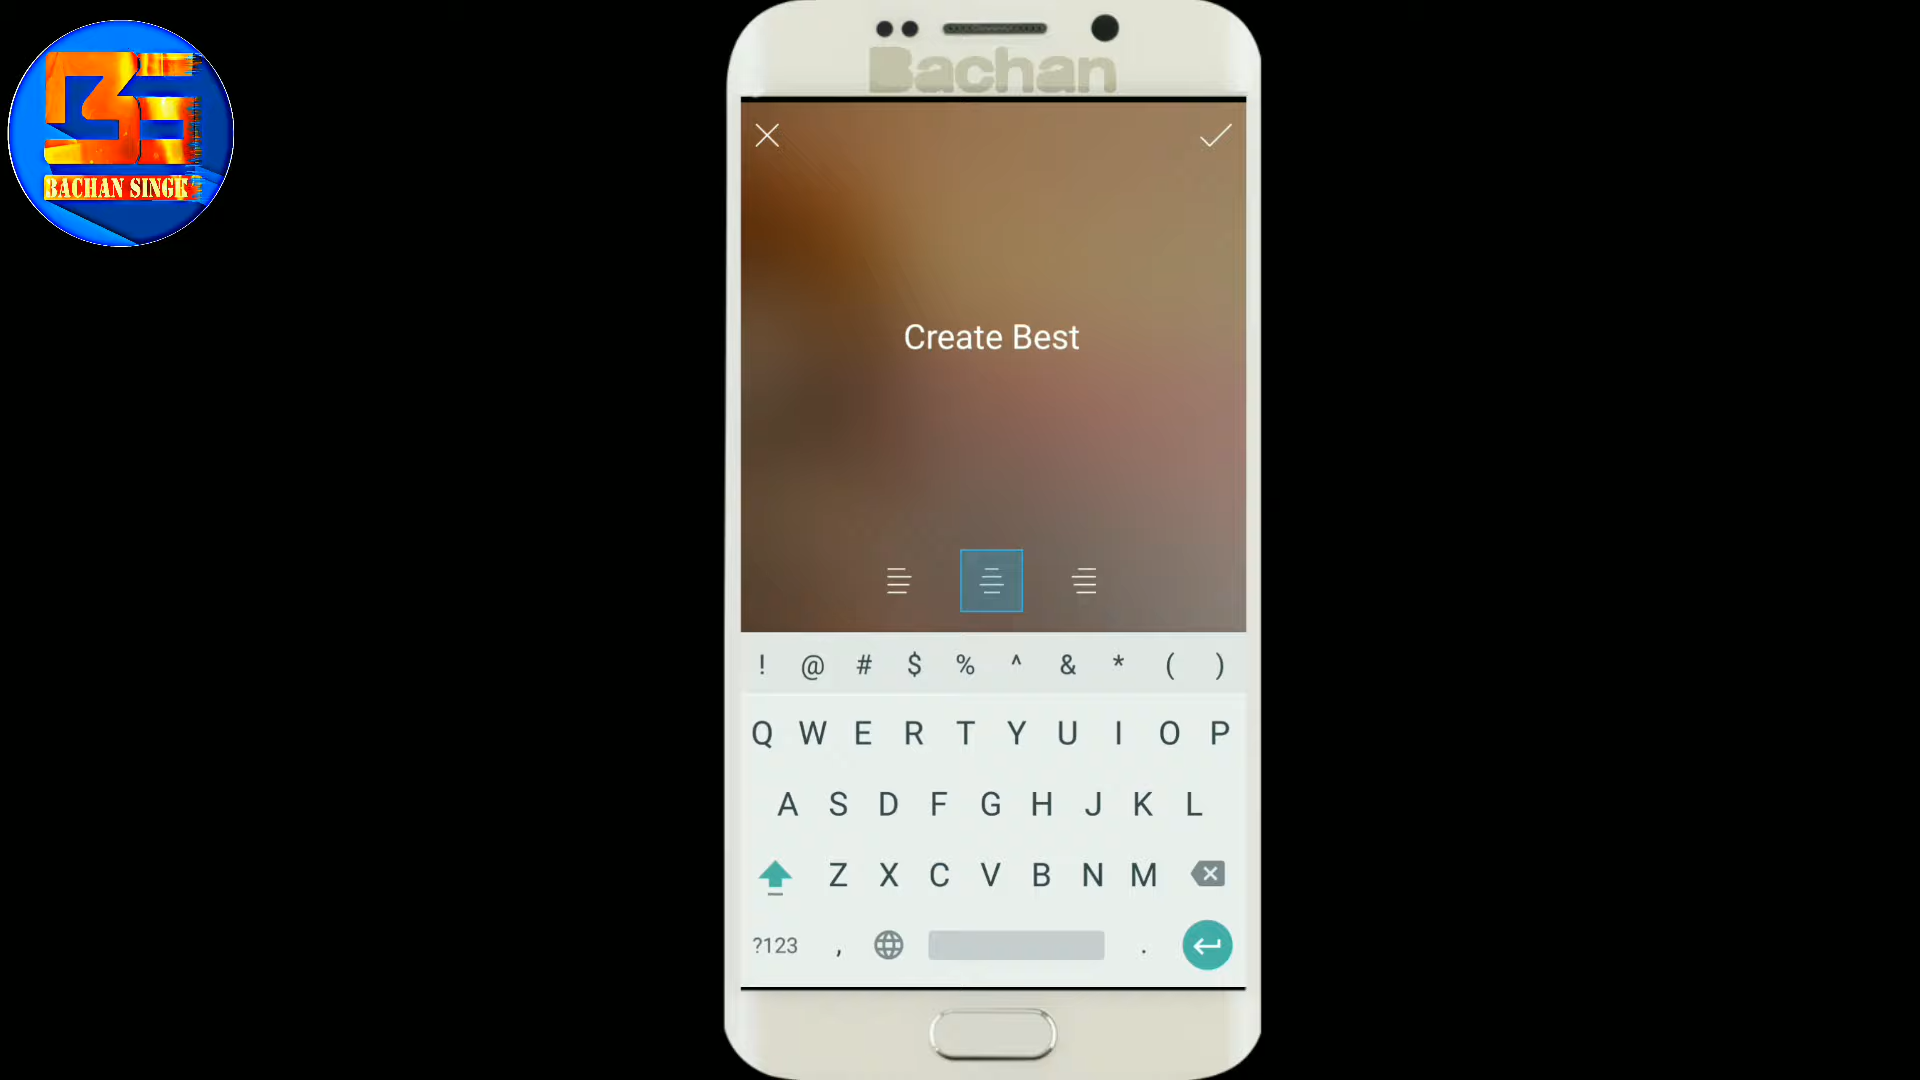 Bachan
BACHAN SINGH
Create Best
! @ # $ % ^ & * ( )
Q W E R T Y U I O P
A S D F G H J K L
Z X C V B N M
?123 , .